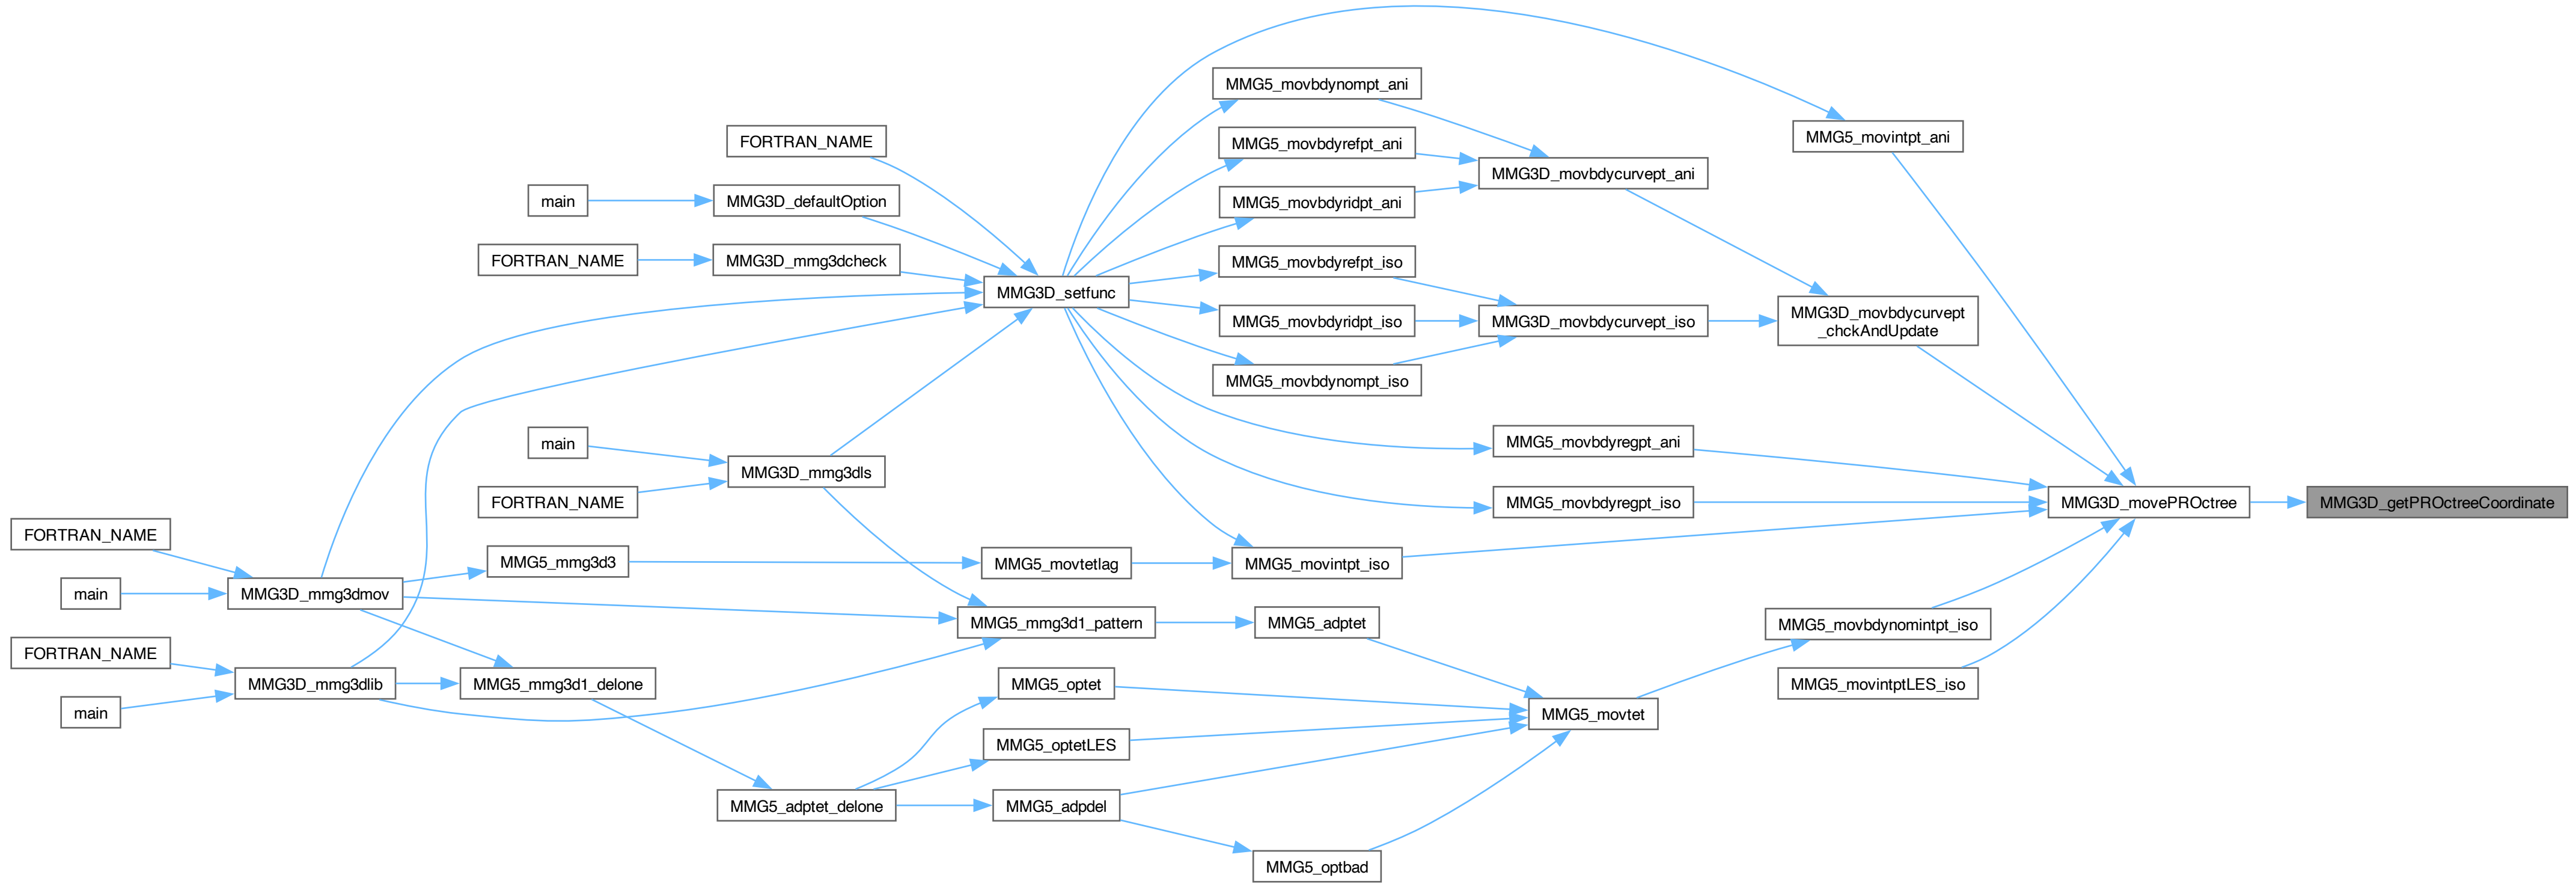 MMG5_movbdynompt_ani
FORTRAN_NAME
MMG5_movbdyrefpt_ani
MMG5_movintpt_ani
MMG3D_movbdycurvept_ani
main
MMG3D_defaultOption
MMG5_movbdyridpt_ani
FORTRAN_NAME
MMG3D_mmg3dcheck
MMG5_movbdyrefpt_iso
MMG3D_setfunc
MMG5_movbdyridpt_iso
MMG3D_movbdycurvept_iso
MMG3D_movbdycurvept
_chckAndUpdate
MMG5_movbdynompt_iso
main
MMG5_movbdyregpt_ani
MMG3D_mmg3dls
FORTRAN_NAME
MMG5_movbdyregpt_iso
MMG3D_movePROctree
MMG3D_getPROctreeCoordinate
FORTRAN_NAME
MMG5_mmg3d3
MMG5_movtetlag
MMG5_movintpt_iso
main
MMG3D_mmg3dmov
MMG5_mmg3d1_pattern
MMG5_adptet
MMG5_movbdynomintpt_iso
FORTRAN_NAME
MMG3D_mmg3dlib
MMG5_mmg3d1_delone
MMG5_optet
MMG5_movintptLES_iso
main
MMG5_movtet
MMG5_optetLES
MMG5_adptet_delone
MMG5_adpdel
MMG5_optbad